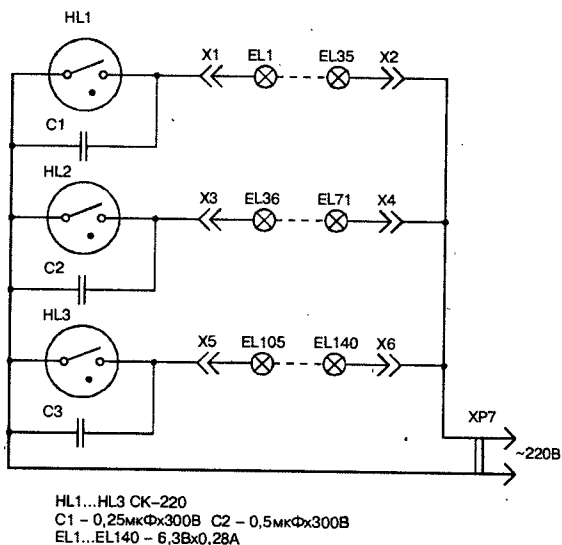 HL1
X1 EL1 EL35 X2
C1
HL2
X3 EL36 EL71 X4
C2
HL3
X5 EL105 EL140 X6
C3
XP7
~220В
HL1...HL3 СК–220
C1 – 0,25мкФх300В C2 – 0,5мкФх300В
EL1...EL140 – 6,3Вх0,28А